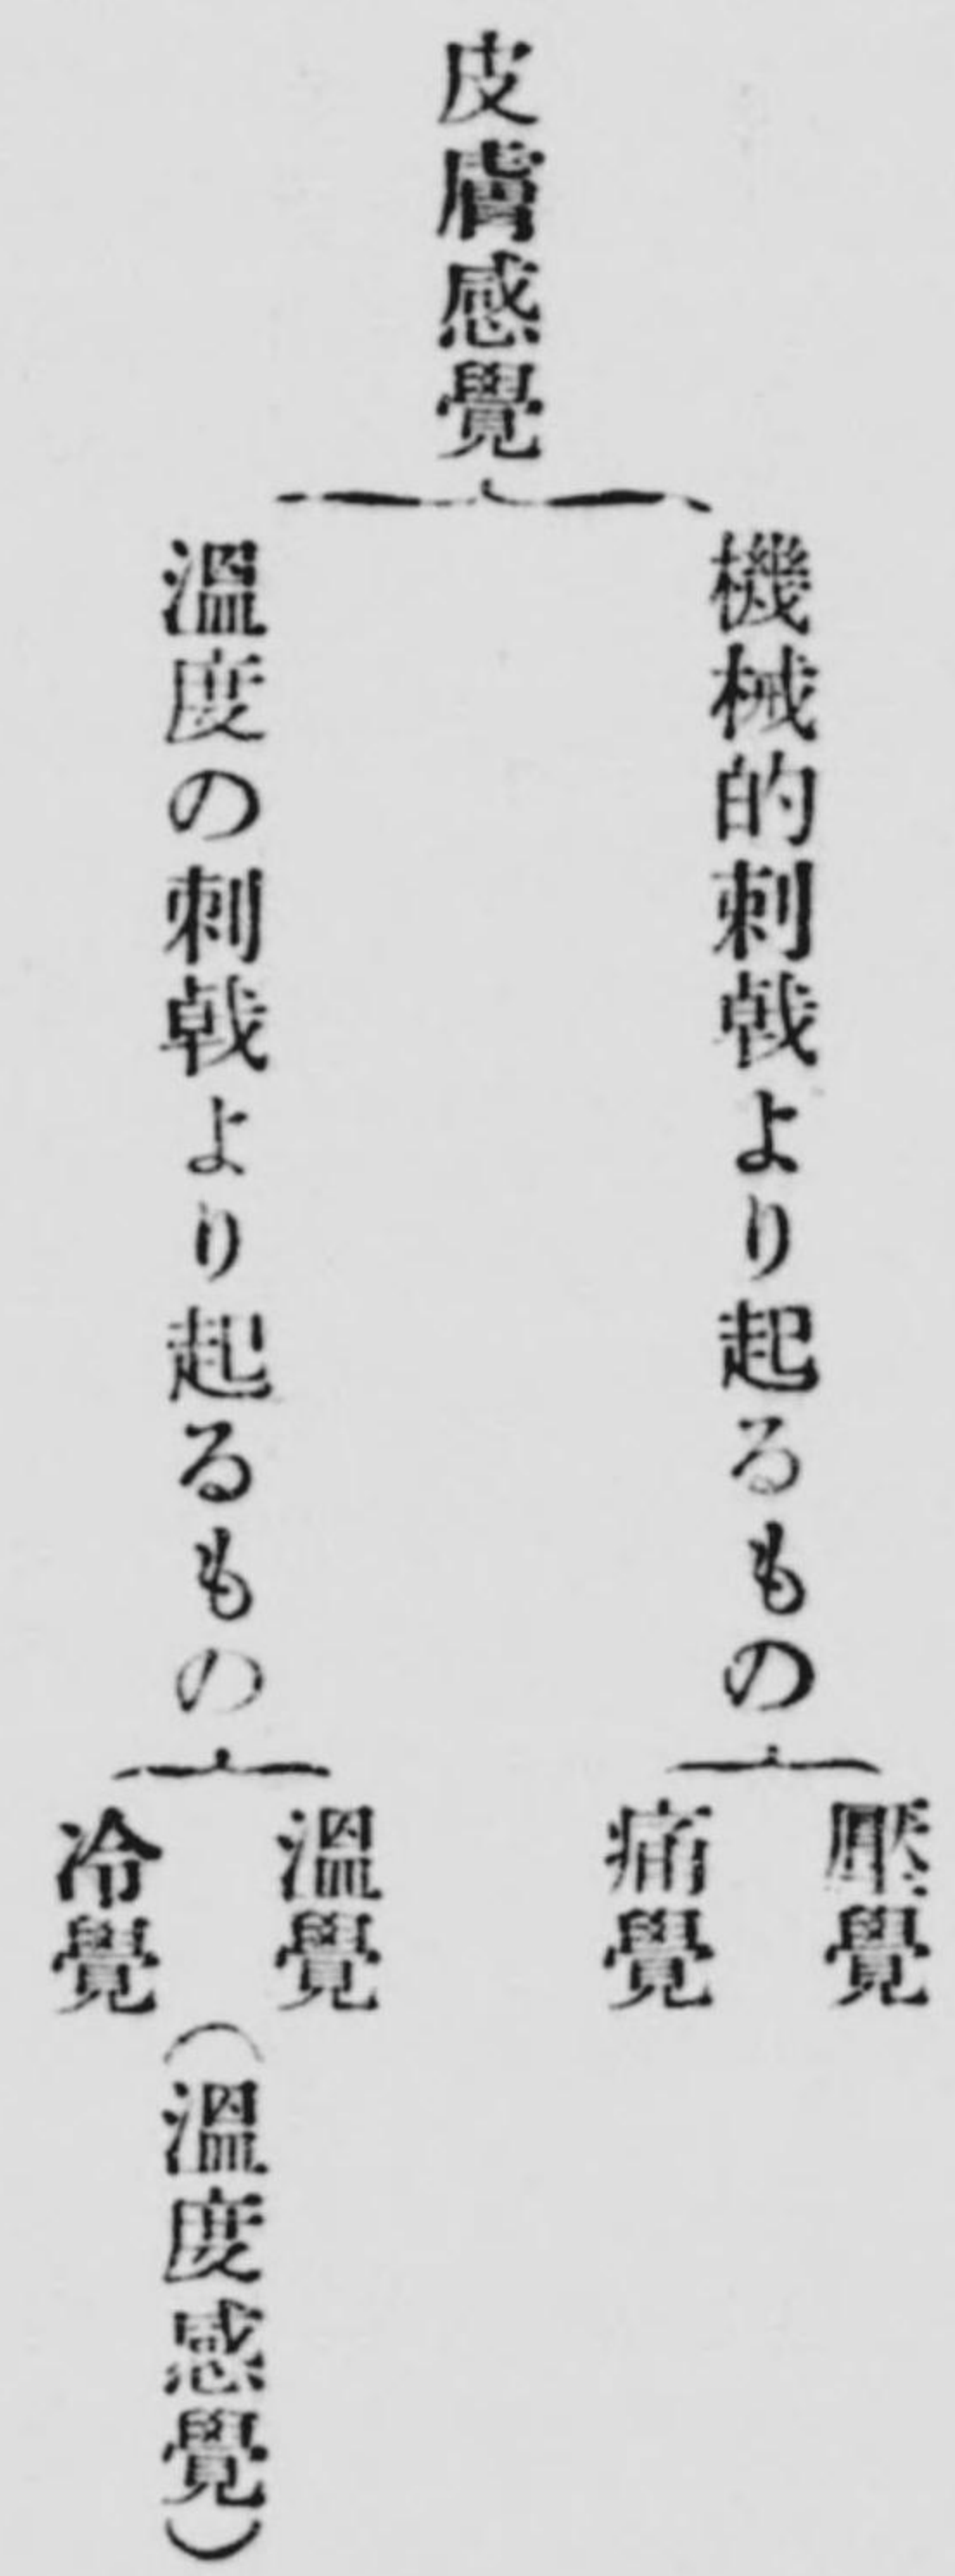 皮膚感覺
機械的刺戟より起るもの
壓覺
痛覺
溫度の刺戟より起るもの
溫覺
冷覺
(溫度感覺)